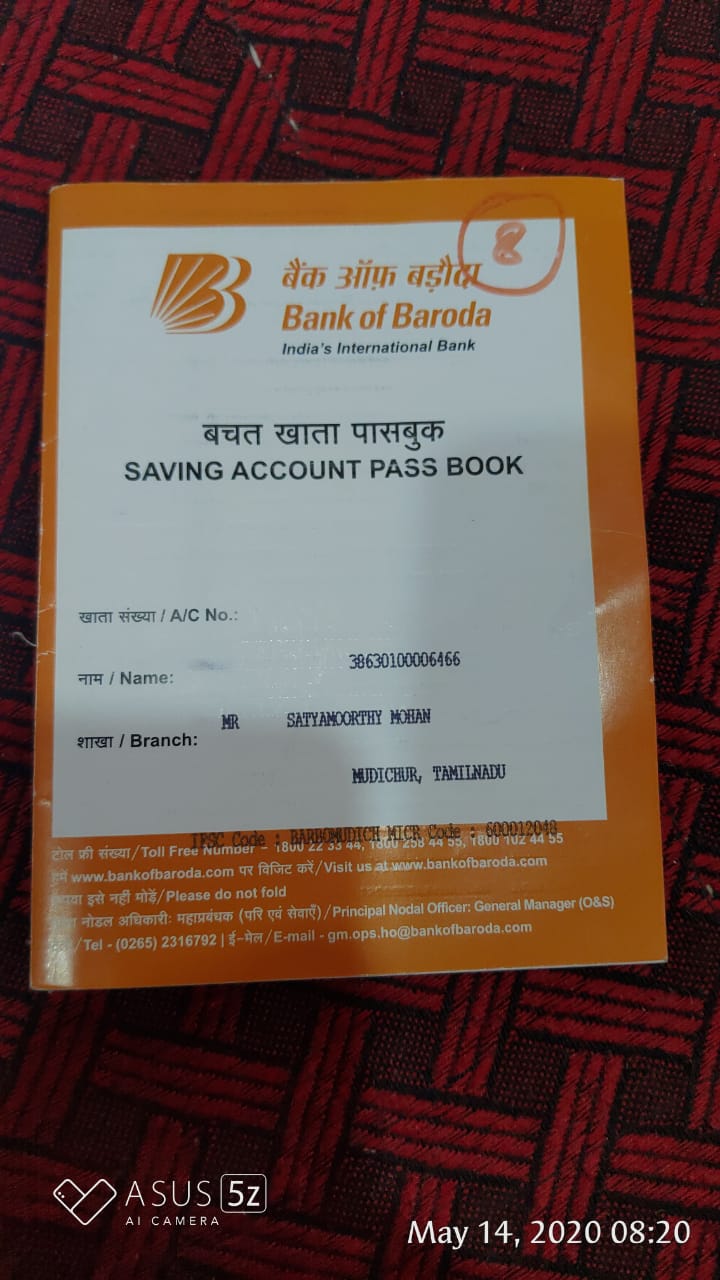 8
बैंक ऑफ़ बड़ौदा
Bank of Baroda
India's International Bank
बचत खाता पासबुक
SAVING ACCOUNT PASS BOOK
खाता संख्या / A/C No.:
38630100006466
नाम / Name:
MR SATYAMOORTHY MOHAN
शाखा / Branch:
MUDICHUR, TAMILNADU
IFSC Code : BARB0MUDICH MICR Code : 600012048
टोल फ्री संख्या/Toll Free Number - 1800 22 33 44, 1800 258 44 55, 1800 102 44 55
हमें www.bankofbaroda.com पर विजिट करें/Visit us at www.bankofbaroda.com
इसे नहीं मोड़ें/Please do not fold
नोडल अधिकारी: महाप्रबंधक (परि एवं सेवाएँ)/Principal Nodal Officer: General Manager (O&S)
/Tel - (0265) 2316792 | ई-मेल/E-mail - gm.ops.ho@bankofbaroda.com
ASUS 5z
AI CAMERA
May 14, 2020 08:20